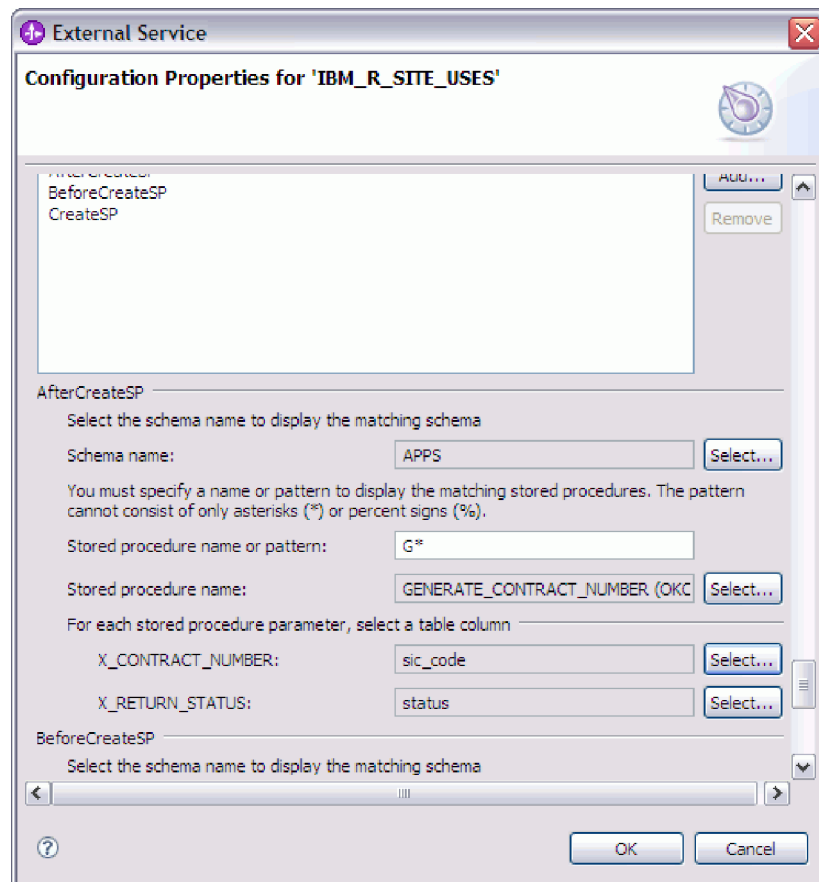 External Service
Configuration Properties for 'IBM_R_SITE_USES'
AfterCreateSP
Add...
BeforeCreateSP
CreateSP
Remove
AfterCreateSP
Select the schema name to display the matching schema
Schema name: APPS Select...
You must specify a name or pattern to display the matching stored procedures. The pattern
cannot consist of only asterisks (*) or percent signs (%).
Stored procedure name or pattern: G*
Stored procedure name: GENERATE_CONTRACT_NUMBER (OKC Select...
For each stored procedure parameter, select a table column
X_CONTRACT_NUMBER: sic_code Select...
X_RETURN_STATUS: status Select...
BeforeCreateSP
Select the schema name to display the matching schema
?
OK Cancel